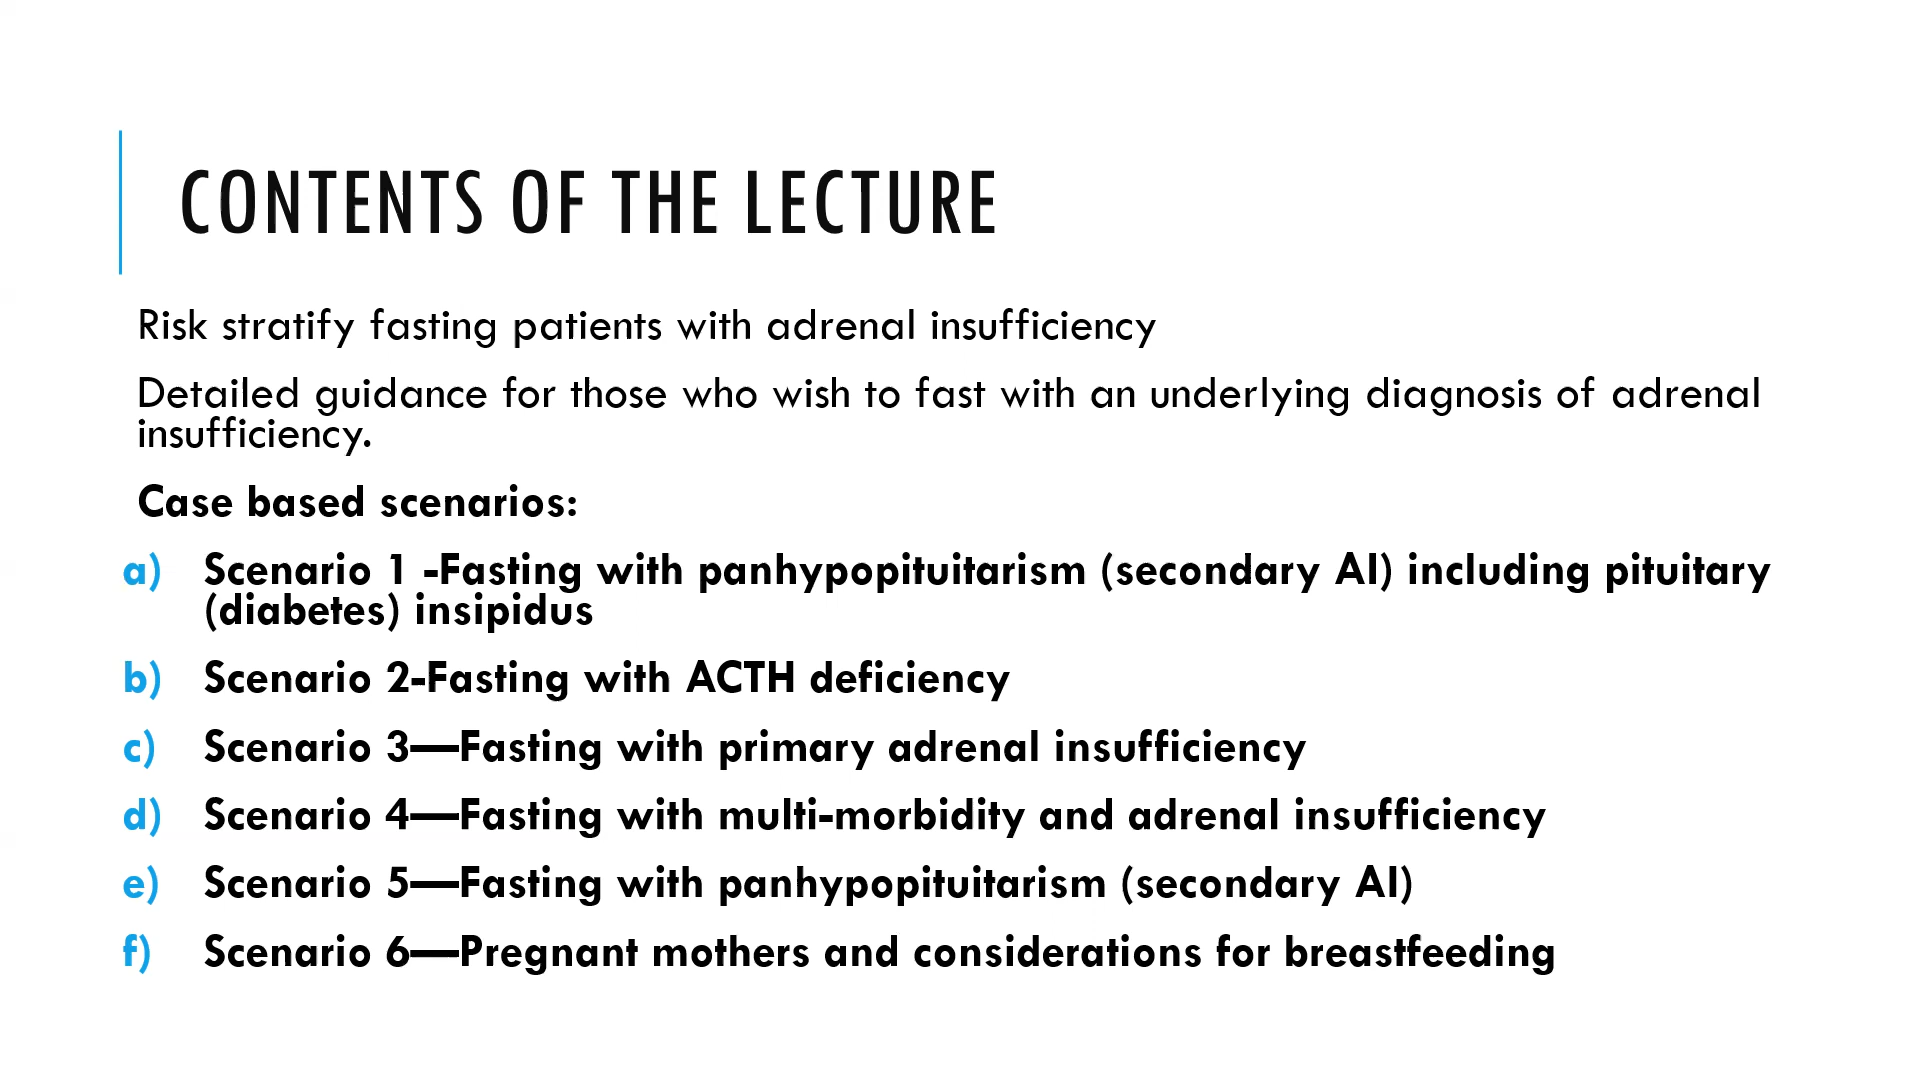 CONTENTS OF THE LECTURE
Risk stratify fasting patients with adrenal insufficiency
Detailed guidance for those who wish to fast with an underlying diagnosis of adrenal
insufficiency.
Case based scenarios:
a) Scenario 1 -Fasting with panhypopituitarism (secondary AI) including pituitary
(diabetes) insipidus
b) Scenario 2-Fasting with ACTH deficiency
c) Scenario 3—Fasting with primary adrenal insufficiency
d) Scenario 4—Fasting with multi-morbidity and adrenal insufficiency
e) Scenario 5—Fasting with panhypopituitarism (secondary AI)
f) Scenario 6—Pregnant mothers and considerations for breastfeeding